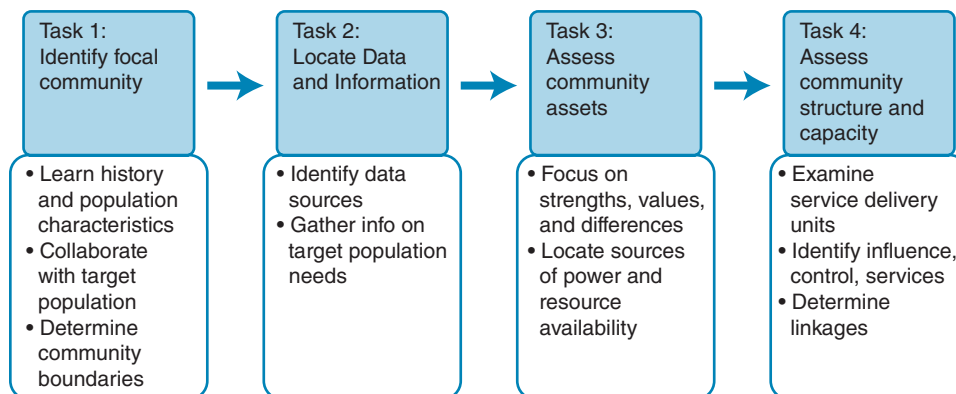 Task 1:
Identify focal
community
• Learn history
and population
characteristics
• Collaborate
with target
population
• Determine
community
boundaries
Task 2:
Locate Data
and Information
• Identify data
sources
• Gather info on
target population
needs
Task 3:
Assess
community
assets
• Focus on
strengths, values,
and differences
• Locate sources
of power and
resource
availability
Task 4:
Assess
community
structure and
capacity
• Examine
service delivery
units
• Identify influence,
control, services
• Determine
linkages